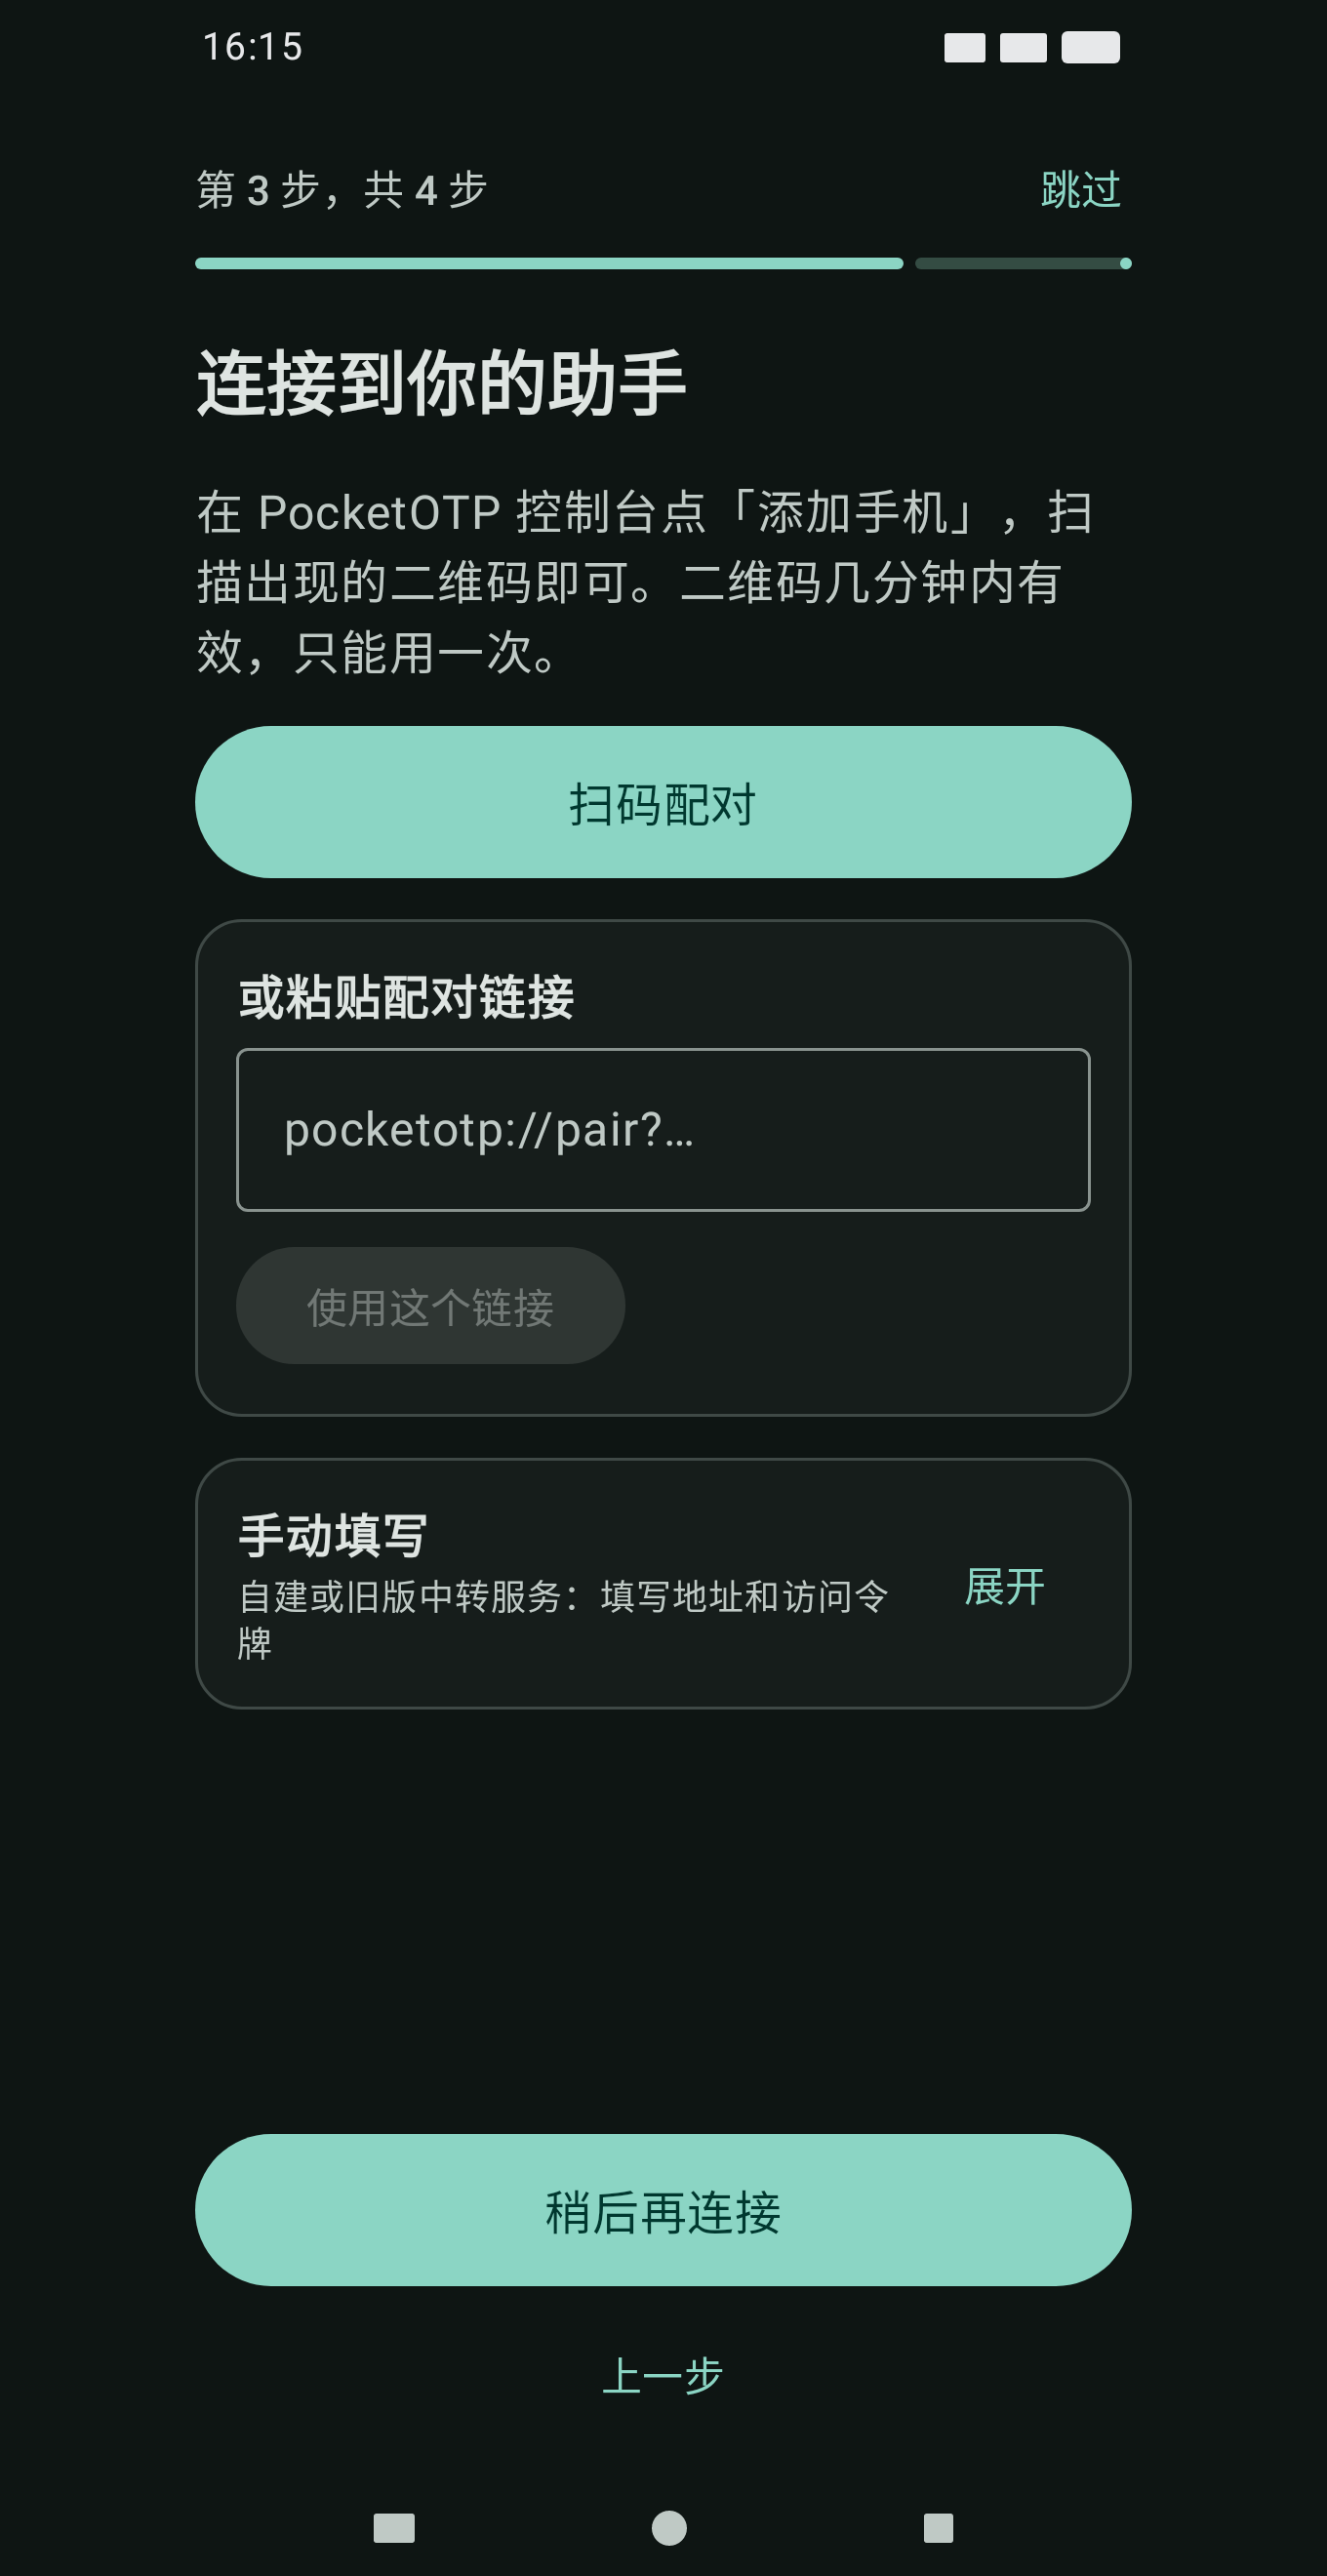 16:15
第 3 步，共 4 步
跳过
连接到你的助手
在 PocketOTP 控制台点「添加手机」，扫
描出现的二维码即可。二维码几分钟内有
效，只能用一次。
扫码配对
或粘贴配对链接
pocketotp://pair?…
使用这个链接
手动填写
自建或旧版中转服务：填写地址和访问令
牌
展开
稍后再连接
上一步